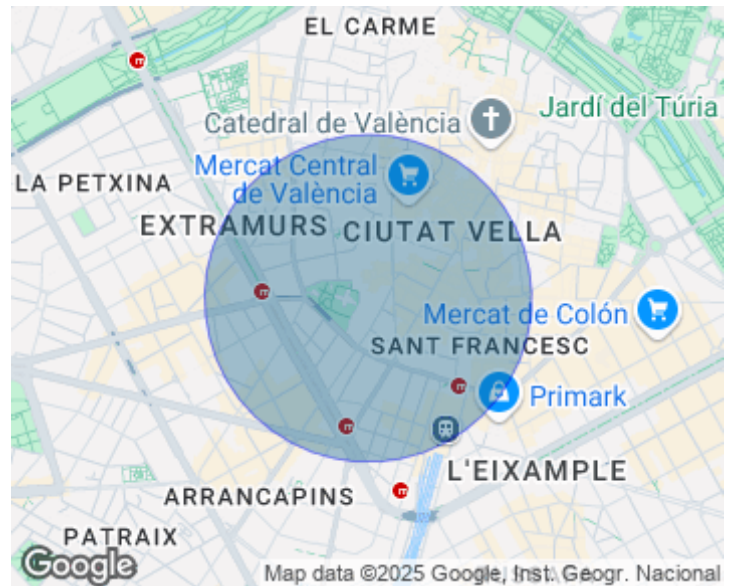 EL CARME
Catedral de València
Jardí del Túria
Mercat Central
de València
LA PETXINA
EXTRAMURS
CIUTAT VELLA
Mercat de Colón
SANT FRANCESC
Primark
L'EIXAMPLE
ARRANCAPINS
PATRAIX
Google
Map data ©2025 Google, Inst. Geogr. Nacional